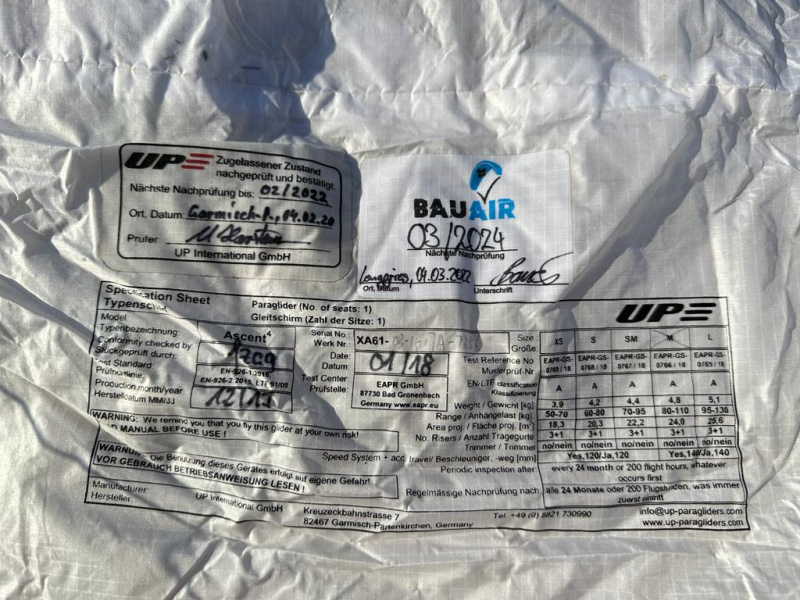 UP
Zugelassener Zustand
nachgeprüft und bestätigt.
Nächste Nachprüfung bis: 02/2022
Ort, Datum: Garmisch-P., 04.02.20
Prüfer:
UP International GmbH
BAUAIR
03/2024
Nächste Nachprüfung
Lenggries, 09.03.2022
Ort, Datum Unterschrift
Specification Sheet
Typenschild
Paraglider (No. of seats: 1)
Gleitschirm (Zahl der Sitze: 1)
UP
Model:
Typenbezeichnung:
Ascent⁴
Conformity checked by
Stückgeprüft durch:
Test Standard
Prüfrichtlinie:
EN-926-1:2015
EN-926-2:2015 LTF 91/09
Production month/year
Herstelldatum MM/JJ
Serial No.:
Werk Nr.
XA61-
Date:
Datum:
01/18
Test Center:
Prüfstelle:
EAPR GmbH
87730 Bad Grönenbach
Germany www.eapr.eu
Size
Größe:
XS S SM M L
Test Reference No
Musterprüf-Nr.
EAPR-GS-0769/18 EAPR-GS-0768/18 EAPR-GS-0767/18 EAPR-GS-0766/18 EAPR-GS-0765/18
EN-LTF classification
Klassifizierung
A A A A A
Weight / Gewicht [kg] 3,9 4,2 4,4 4,8 5,1
Range / Anhängelast [kg] 50-70 60-80 70-95 80-110 95-130
Area proj / Fläche proj. [m²] 18,3 20,3 22,2 24,0 25,6
No. Risers / Anzahl Tragegurte 3+1 3+1 3+1 3+1 3+1
Trimmer / Trimmer no/nein no/nein no/nein no/nein no/nein
Speed System + acc. travel/ Beschleuniger. -weg [mm] Yes,120/Ja,120 Yes,140/Ja,140
Periodic inspection after: every 24 month or 200 flight hours, whatever
occurs first
Regelmässige Nachprüfung nach: alle 24 Monate oder 200 Flugstunden, was immer
zuerst eintritt
WARNING: We remind you that you fly this glider at your own risk!
READ MANUAL BEFORE USE !
WARNUNG: Die Benutzung dieses Gerätes erfolgt auf eigene Gefahr!
VOR GEBRAUCH BETRIEBSANWEISUNG LESEN !
Manufacturer
Hersteller:
UP International GmbH
Kreuzeckbahnstrasse 7
82467 Garmisch-Partenkirchen, Germany
Tel. +49 (0) 8821 730990
info@up-paragliders.com
www.up-paragliders.com